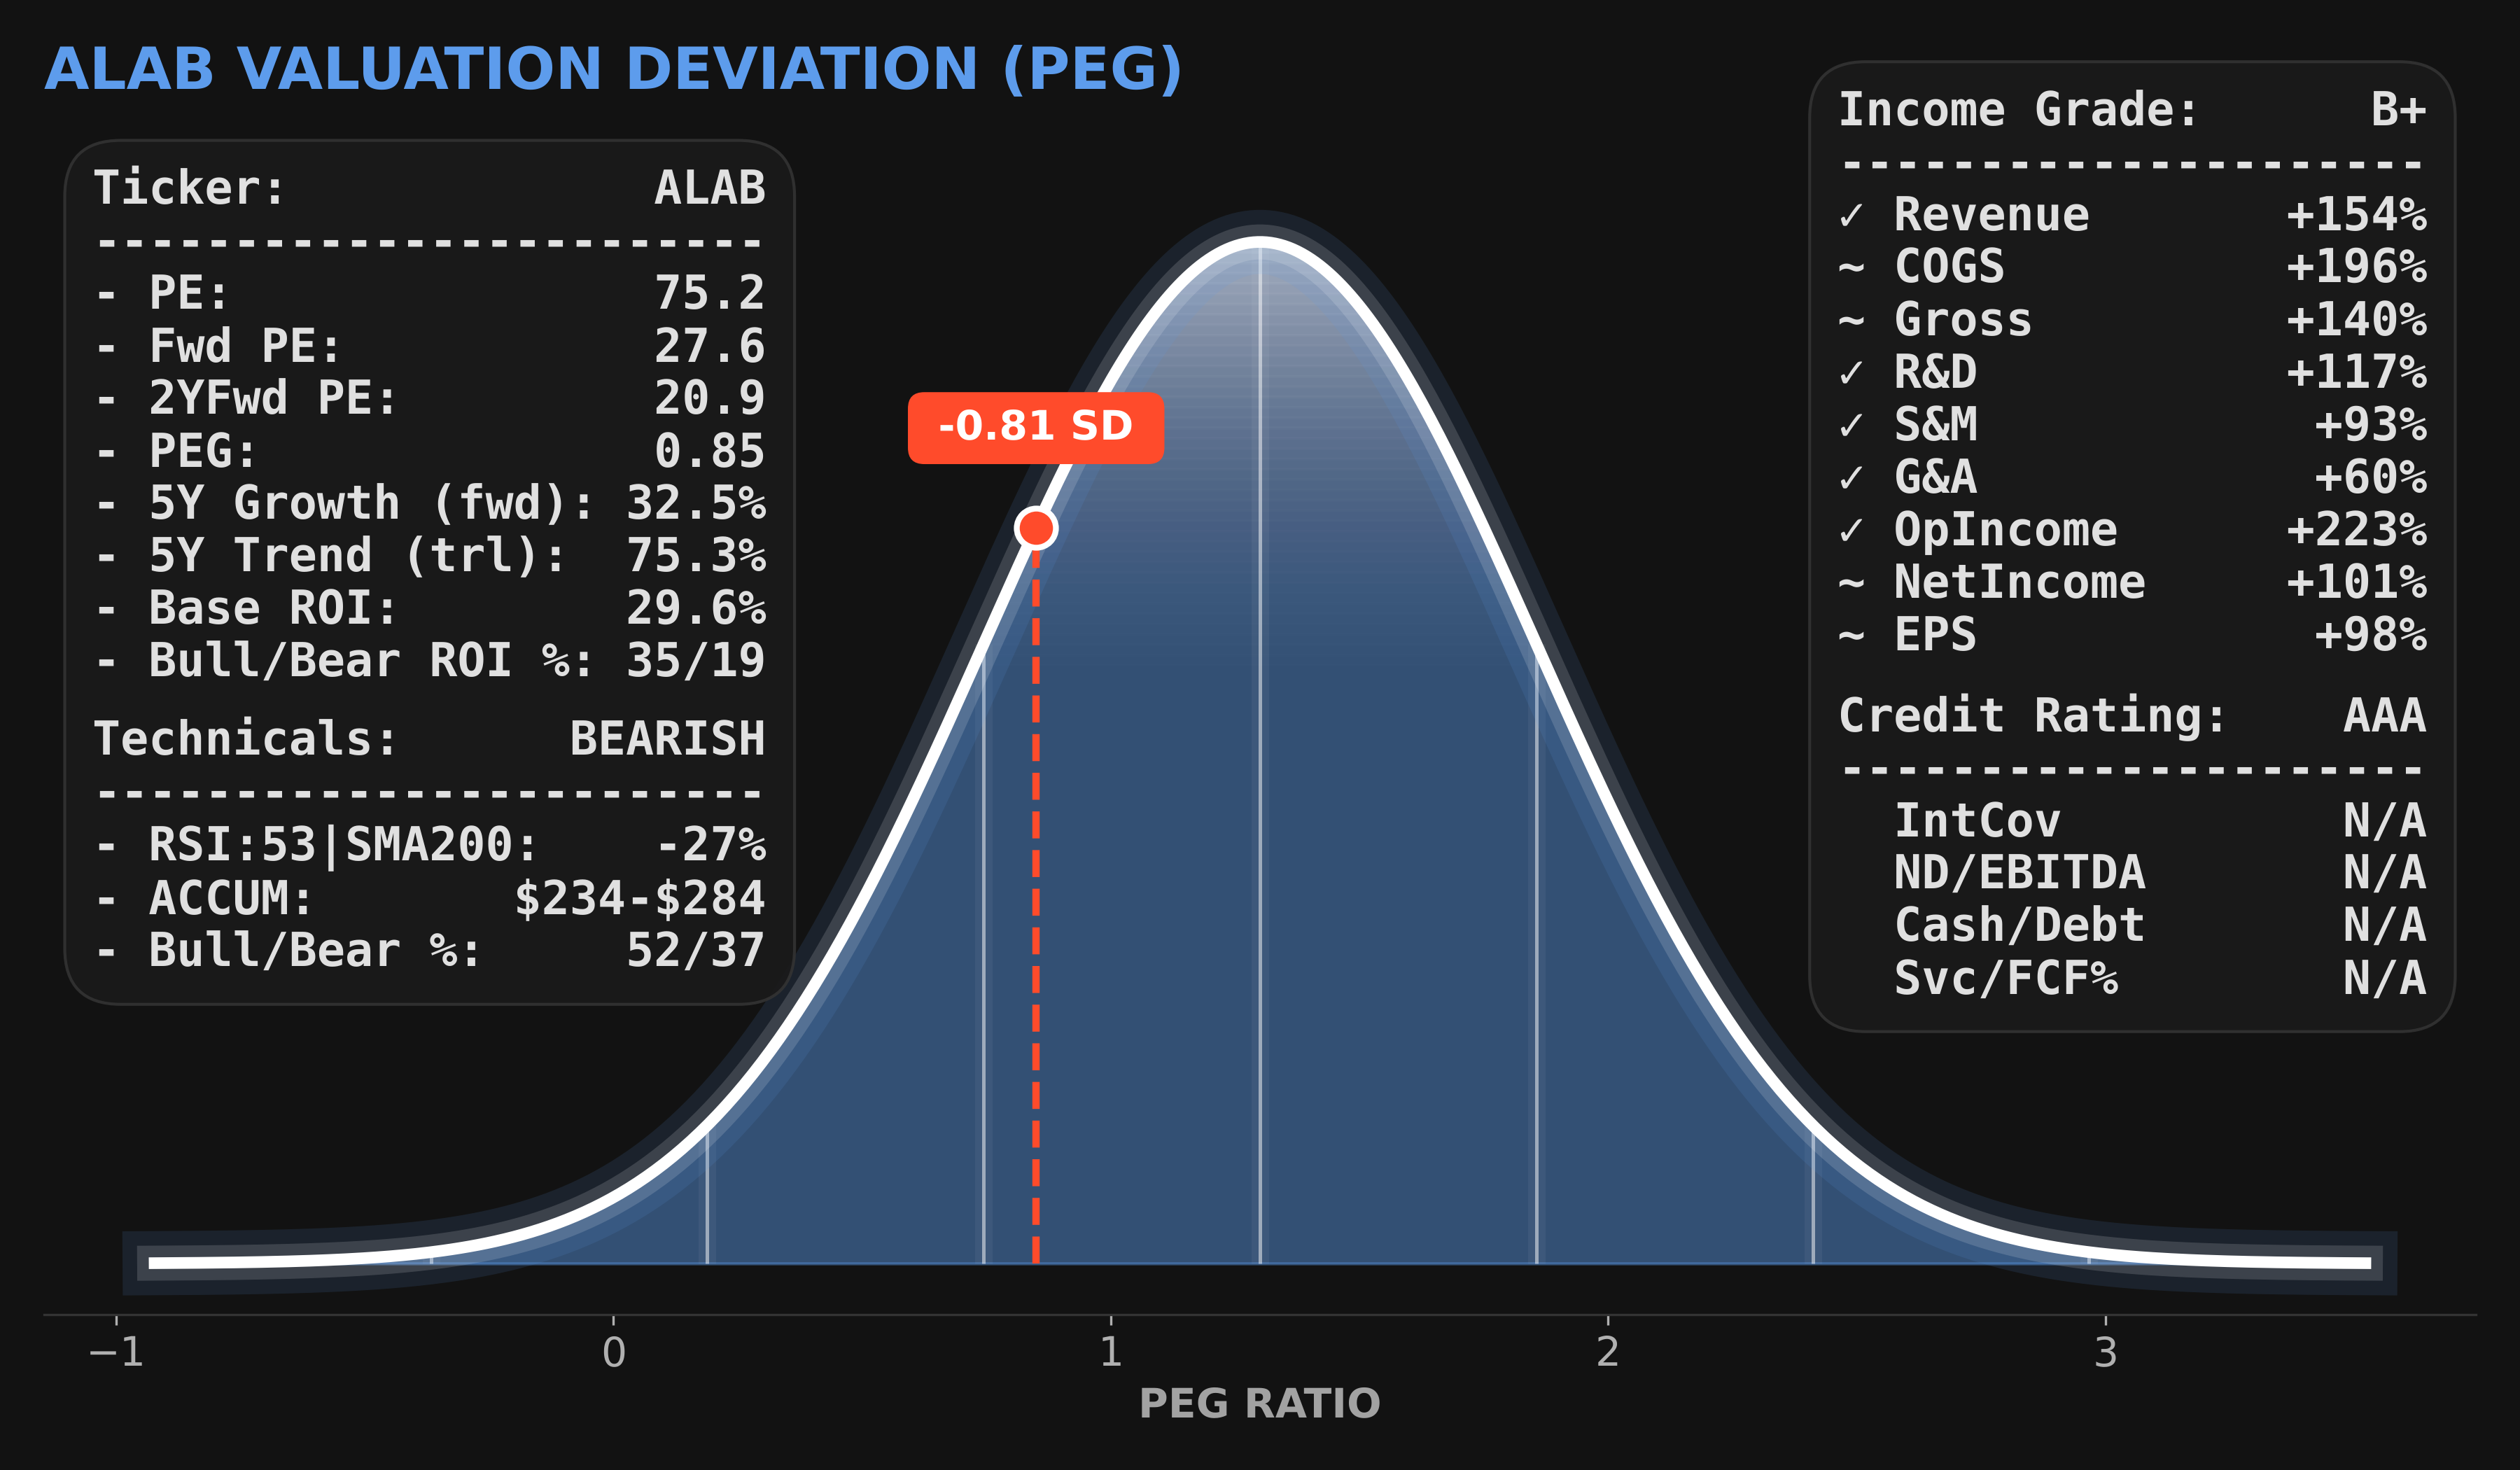 ALAB VALUATION DEVIATION (PEG)
Ticker: ALAB
--------------------------
- PE: 75.2
- Fwd PE: 27.6
- 2YFwd PE: 20.9
- PEG: 0.85
- 5Y Growth (fwd): 32.5%
- 5Y Trend (trl): 75.3%
- Base ROI: 29.6%
- Bull/Bear ROI %: 35/19
Technicals: BEARISH
--------------------------
- RSI:53|SMA200: -27%
- ACCUM: $234-$284
- Bull/Bear %: 52/37
-0.81 SD
Income Grade: B+
---------------------
✓ Revenue +154%
~ COGS +196%
~ Gross +140%
✓ R&D +117%
✓ S&M +93%
✓ G&A +60%
✓ OpIncome +223%
~ NetIncome +101%
~ EPS +98%
Credit Rating: AAA
---------------------
IntCov N/A
ND/EBITDA N/A
Cash/Debt N/A
Svc/FCF% N/A
−1 0 1 2 3
PEG RATIO